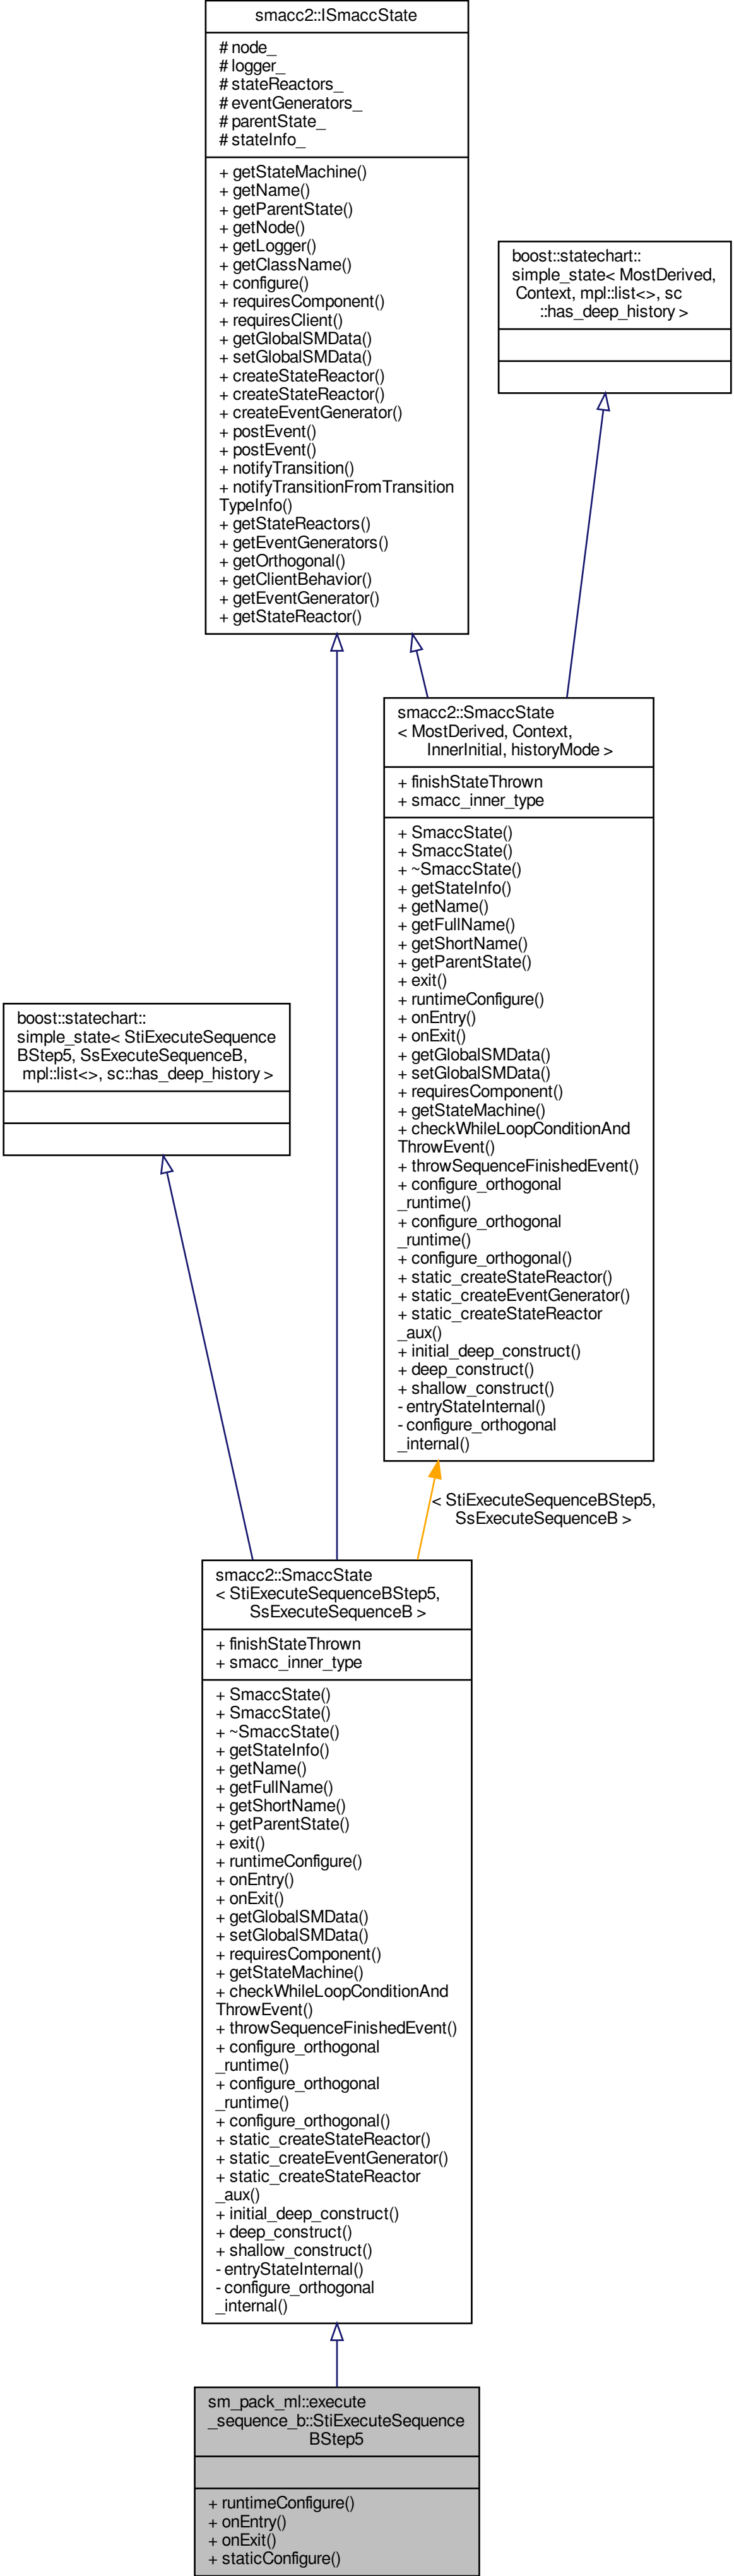 smacc2::ISmaccState
# node_
# logger_
# stateReactors_
# eventGenerators_
# parentState_
# stateInfo_
+ getStateMachine()
+ getName()
+ getParentState()
+ getNode()
+ getLogger()
+ getClassName()
+ configure()
+ requiresComponent()
+ requiresClient()
+ getGlobalSMData()
+ setGlobalSMData()
+ createStateReactor()
+ createStateReactor()
+ createEventGenerator()
+ postEvent()
+ postEvent()
+ notifyTransition()
+ notifyTransitionFromTransition
TypeInfo()
+ getStateReactors()
+ getEventGenerators()
+ getOrthogonal()
+ getClientBehavior()
+ getEventGenerator()
+ getStateReactor()
boost::statechart::
simple_state< MostDerived,
Context, mpl::list<>, sc
::has_deep_history >
smacc2::SmaccState
< MostDerived, Context,
InnerInitial, historyMode >
+ finishStateThrown
+ smacc_inner_type
+ SmaccState()
+ SmaccState()
+ ~SmaccState()
+ getStateInfo()
+ getName()
+ getFullName()
+ getShortName()
+ getParentState()
+ exit()
+ runtimeConfigure()
+ onEntry()
+ onExit()
+ getGlobalSMData()
+ setGlobalSMData()
+ requiresComponent()
+ getStateMachine()
+ checkWhileLoopConditionAnd
ThrowEvent()
+ throwSequenceFinishedEvent()
+ configure_orthogonal
_runtime()
+ configure_orthogonal
_runtime()
+ configure_orthogonal()
+ static_createStateReactor()
+ static_createEventGenerator()
+ static_createStateReactor
_aux()
+ initial_deep_construct()
+ deep_construct()
+ shallow_construct()
- entryStateInternal()
- configure_orthogonal
_internal()
boost::statechart::
simple_state< StiExecuteSequence
BStep5, SsExecuteSequenceB,
mpl::list<>, sc::has_deep_history >
< StiExecuteSequenceBStep5,
SsExecuteSequenceB >
smacc2::SmaccState
< StiExecuteSequenceBStep5,
SsExecuteSequenceB >
+ finishStateThrown
+ smacc_inner_type
+ SmaccState()
+ SmaccState()
+ ~SmaccState()
+ getStateInfo()
+ getName()
+ getFullName()
+ getShortName()
+ getParentState()
+ exit()
+ runtimeConfigure()
+ onEntry()
+ onExit()
+ getGlobalSMData()
+ setGlobalSMData()
+ requiresComponent()
+ getStateMachine()
+ checkWhileLoopConditionAnd
ThrowEvent()
+ throwSequenceFinishedEvent()
+ configure_orthogonal
_runtime()
+ configure_orthogonal
_runtime()
+ configure_orthogonal()
+ static_createStateReactor()
+ static_createEventGenerator()
+ static_createStateReactor
_aux()
+ initial_deep_construct()
+ deep_construct()
+ shallow_construct()
- entryStateInternal()
- configure_orthogonal
_internal()
sm_pack_ml::execute
_sequence_b::StiExecuteSequence
BStep5
+ runtimeConfigure()
+ onEntry()
+ onExit()
+ staticConfigure()